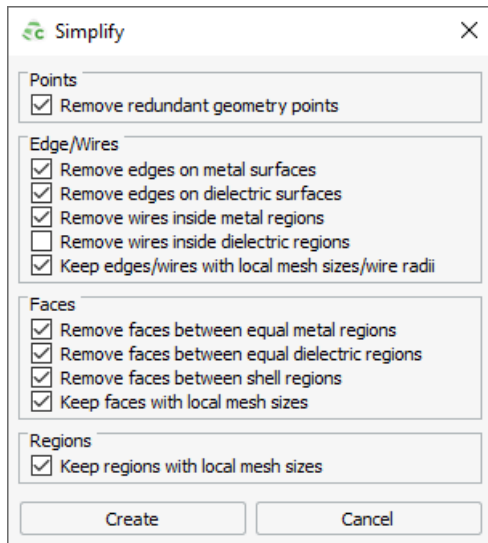 Simplify
Points
Remove redundant geometry points
Edge/Wires
Remove edges on metal surfaces
Remove edges on dielectric surfaces
Remove wires inside metal regions
Remove wires inside dielectric regions
Keep edges/wires with local mesh sizes/wire radii
Faces
Remove faces between equal metal regions
Remove faces between equal dielectric regions
Remove faces between shell regions
Keep faces with local mesh sizes
Regions
Keep regions with local mesh sizes
Create Cancel